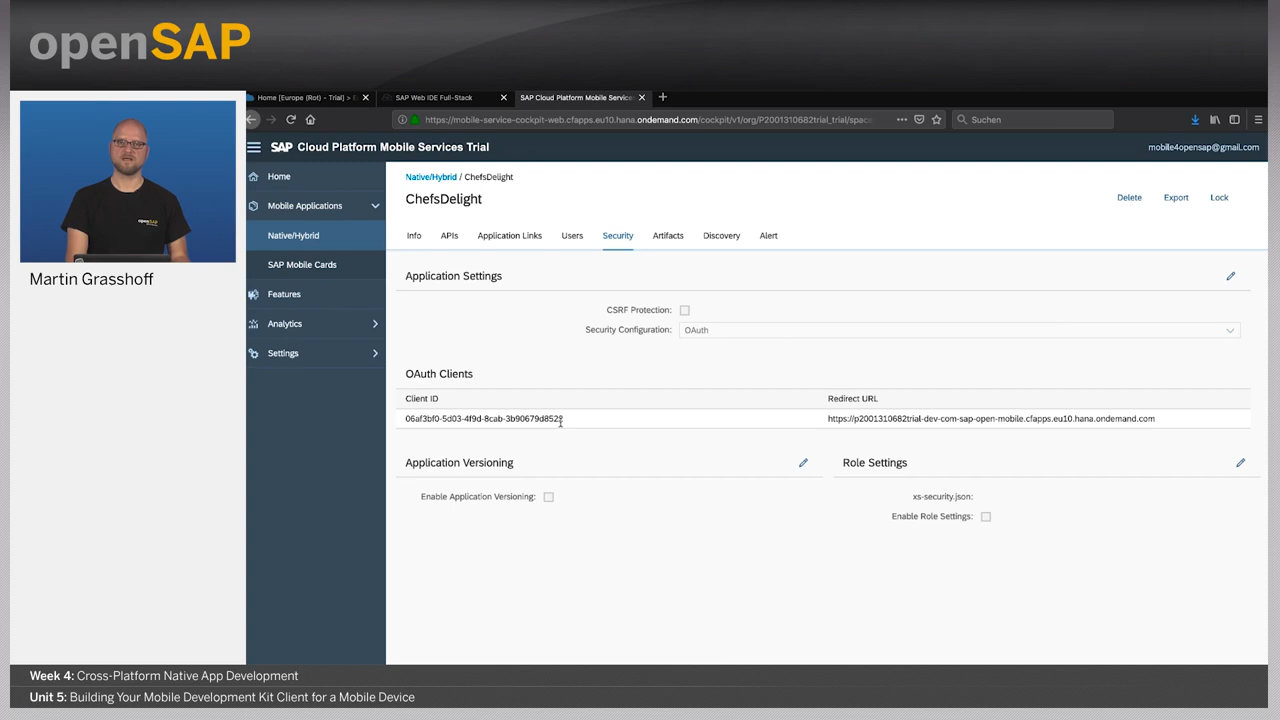 openSAP
Home [Europe (Rot) - Trial] > E
SAP Web IDE Full-Stack
SAP Cloud Platform Mobile Services
https://mobile-service-cockpit-web.cfapps.eu10.hana.ondemand.com/cockpit/v1/org/P2001310682trial_trial/spac
Suchen
SAP Cloud Platform Mobile Services Trial
mobile4opensap@gmail.com
Home
Mobile Applications
Native/Hybrid
SAP Mobile Cards
Features
Analytics
Settings
Native/Hybrid / ChefsDelight
ChefsDelight
Delete
Export
Lock
Info
APIs
Application Links
Users
Security
Artifacts
Discovery
Alert
Application Settings
CSRF Protection:
Security Configuration:
OAuth
OAuth Clients
Client ID
Redirect URL
https://p2001310682trial-dev-com-sap-open-mobile.cfapps.eu10.hana.ondemand.com
Application Versioning
Role Settings
Enable Application Versioning:
xs-security.json:
Enable Role Settings:
openSAP
Martin Grasshoff
Week 4: Cross-Platform Native App Development
Unit 5: Building Your Mobile Development Kit Client for a Mobile Device